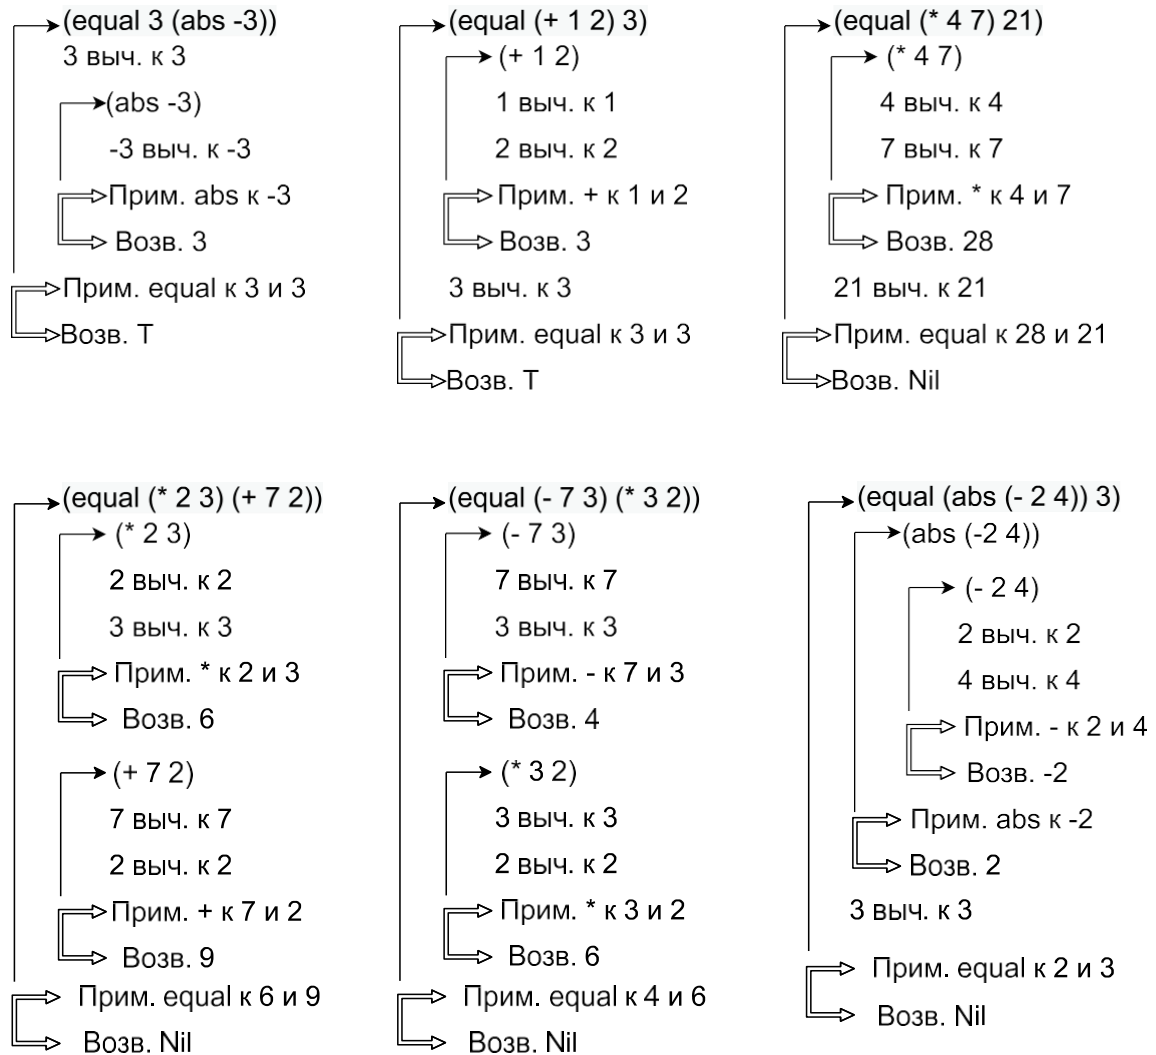 (equal 3 (abs -3))
3 выч. к 3
(abs -3)
-3 выч. к -3
Прим. abs к -3
Возв. 3
Прим. equal к 3 и 3
Возв. T
(equal (+ 1 2) 3)
(+ 1 2)
1 выч. к 1
2 выч. к 2
Прим. + к 1 и 2
Возв. 3
3 выч. к 3
Прим. equal к 3 и 3
Возв. T
(equal (* 4 7) 21)
(* 4 7)
4 выч. к 4
7 выч. к 7
Прим. * к 4 и 7
Возв. 28
21 выч. к 21
Прим. equal к 28 и 21
Возв. Nil
(equal (* 2 3) (+ 7 2))
(* 2 3)
2 выч. к 2
3 выч. к 3
Прим. * к 2 и 3
Возв. 6
(+ 7 2)
7 выч. к 7
2 выч. к 2
Прим. + к 7 и 2
Возв. 9
Прим. equal к 6 и 9
Возв. Nil
(equal (- 7 3) (* 3 2))
(- 7 3)
7 выч. к 7
3 выч. к 3
Прим. - к 7 и 3
Возв. 4
(* 3 2)
3 выч. к 3
2 выч. к 2
Прим. * к 3 и 2
Возв. 6
Прим. equal к 4 и 6
Возв. Nil
(equal (abs (- 2 4)) 3)
(abs (-2 4))
(- 2 4)
2 выч. к 2
4 выч. к 4
Прим. - к 2 и 4
Возв. -2
Прим. abs к -2
Возв. 2
3 выч. к 3
Прим. equal к 2 и 3
Возв. Nil